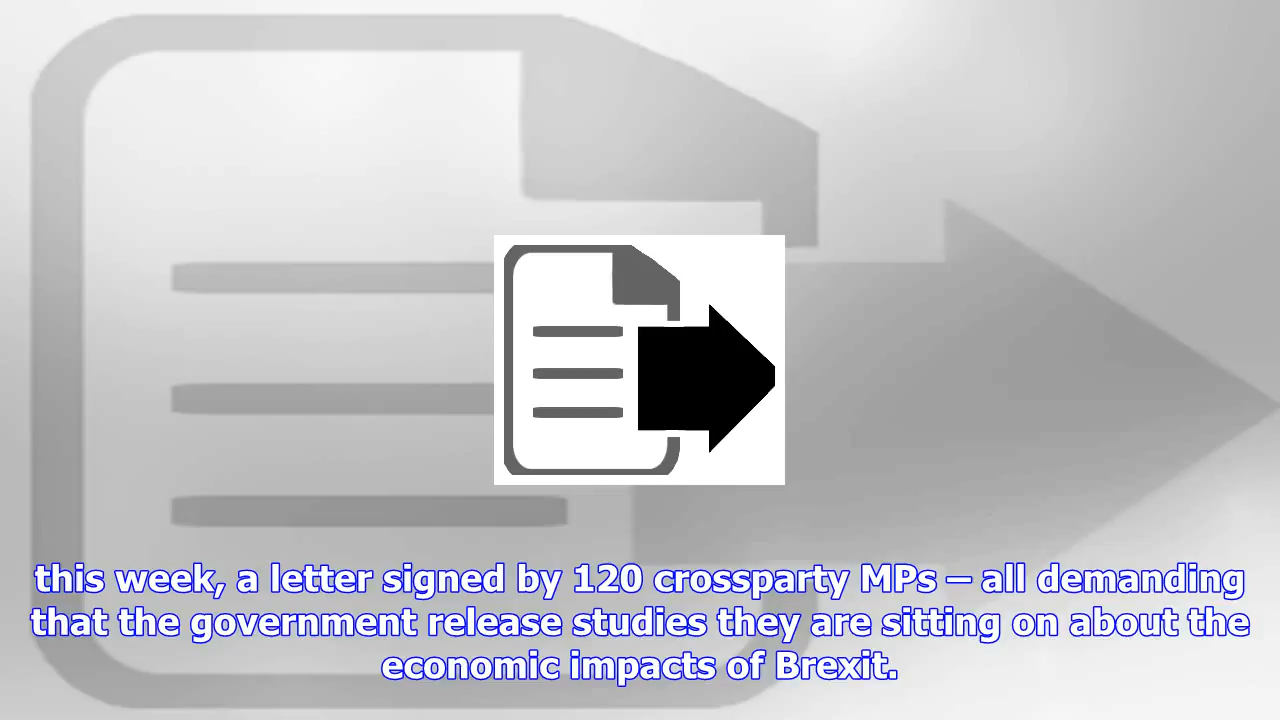 this week, a letter signed by 120 crossparty MPs – all demanding
that the government release studies they are sitting on about the
economic impacts of Brexit.